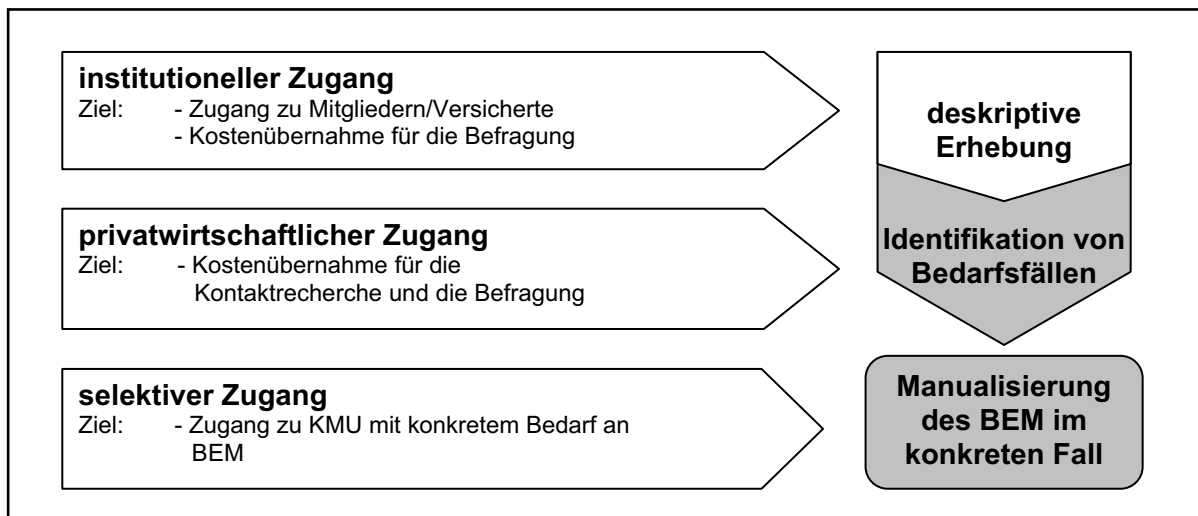 institutioneller Zugang
Ziel: - Zugang zu Mitgliedern/Versicherte
- Kostenübernahme für die Befragung
privatwirtschaftlicher Zugang
Ziel: - Kostenübernahme für die
Kontaktrecherche und die Befragung
selektiver Zugang
Ziel: - Zugang zu KMU mit konkretem Bedarf an
BEM
deskriptive
Erhebung
Identifikation von
Bedarfsfällen
Manualisierung
des BEM im
konkreten Fall